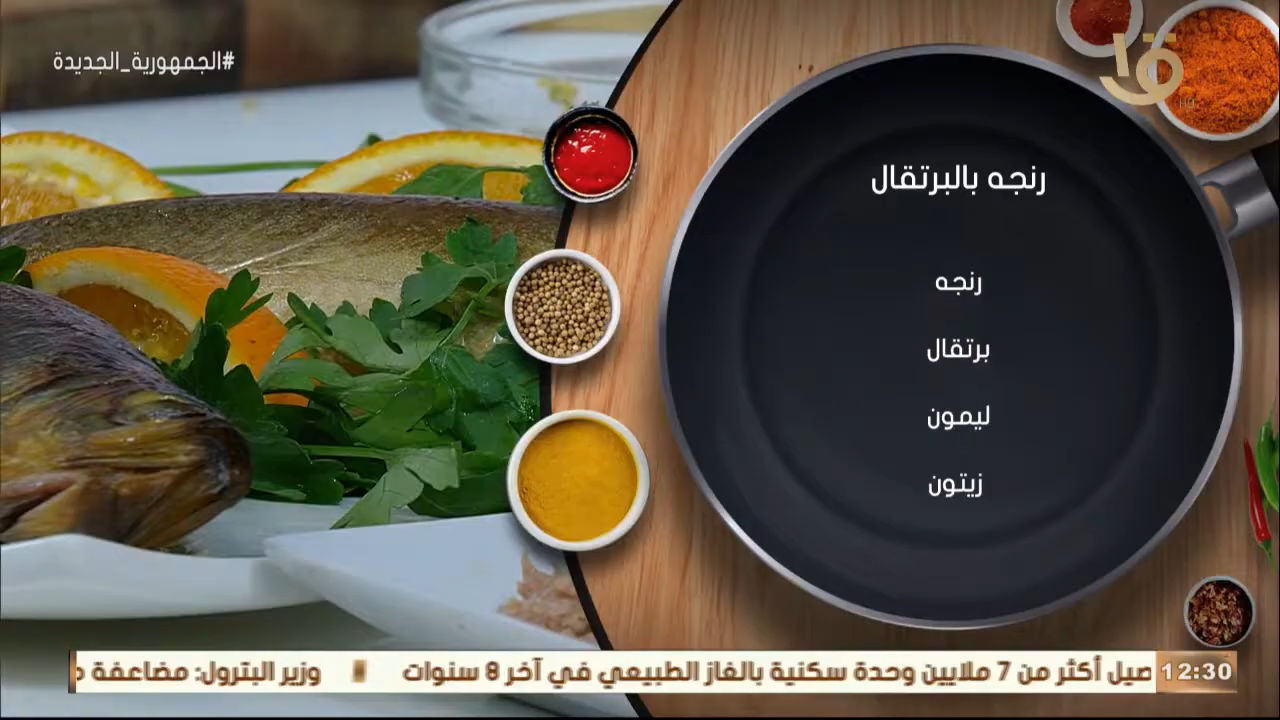 #الجمهورية_الجديدة
رنجه بالبرتقال
رنجه
برتقال
ليمون
زيتون
12:30 صيل أكثر من 7 ملايين وحدة سكنية بالغاز الطبيعي في آخر 8 سنوات وزير البترول: مضاعفة